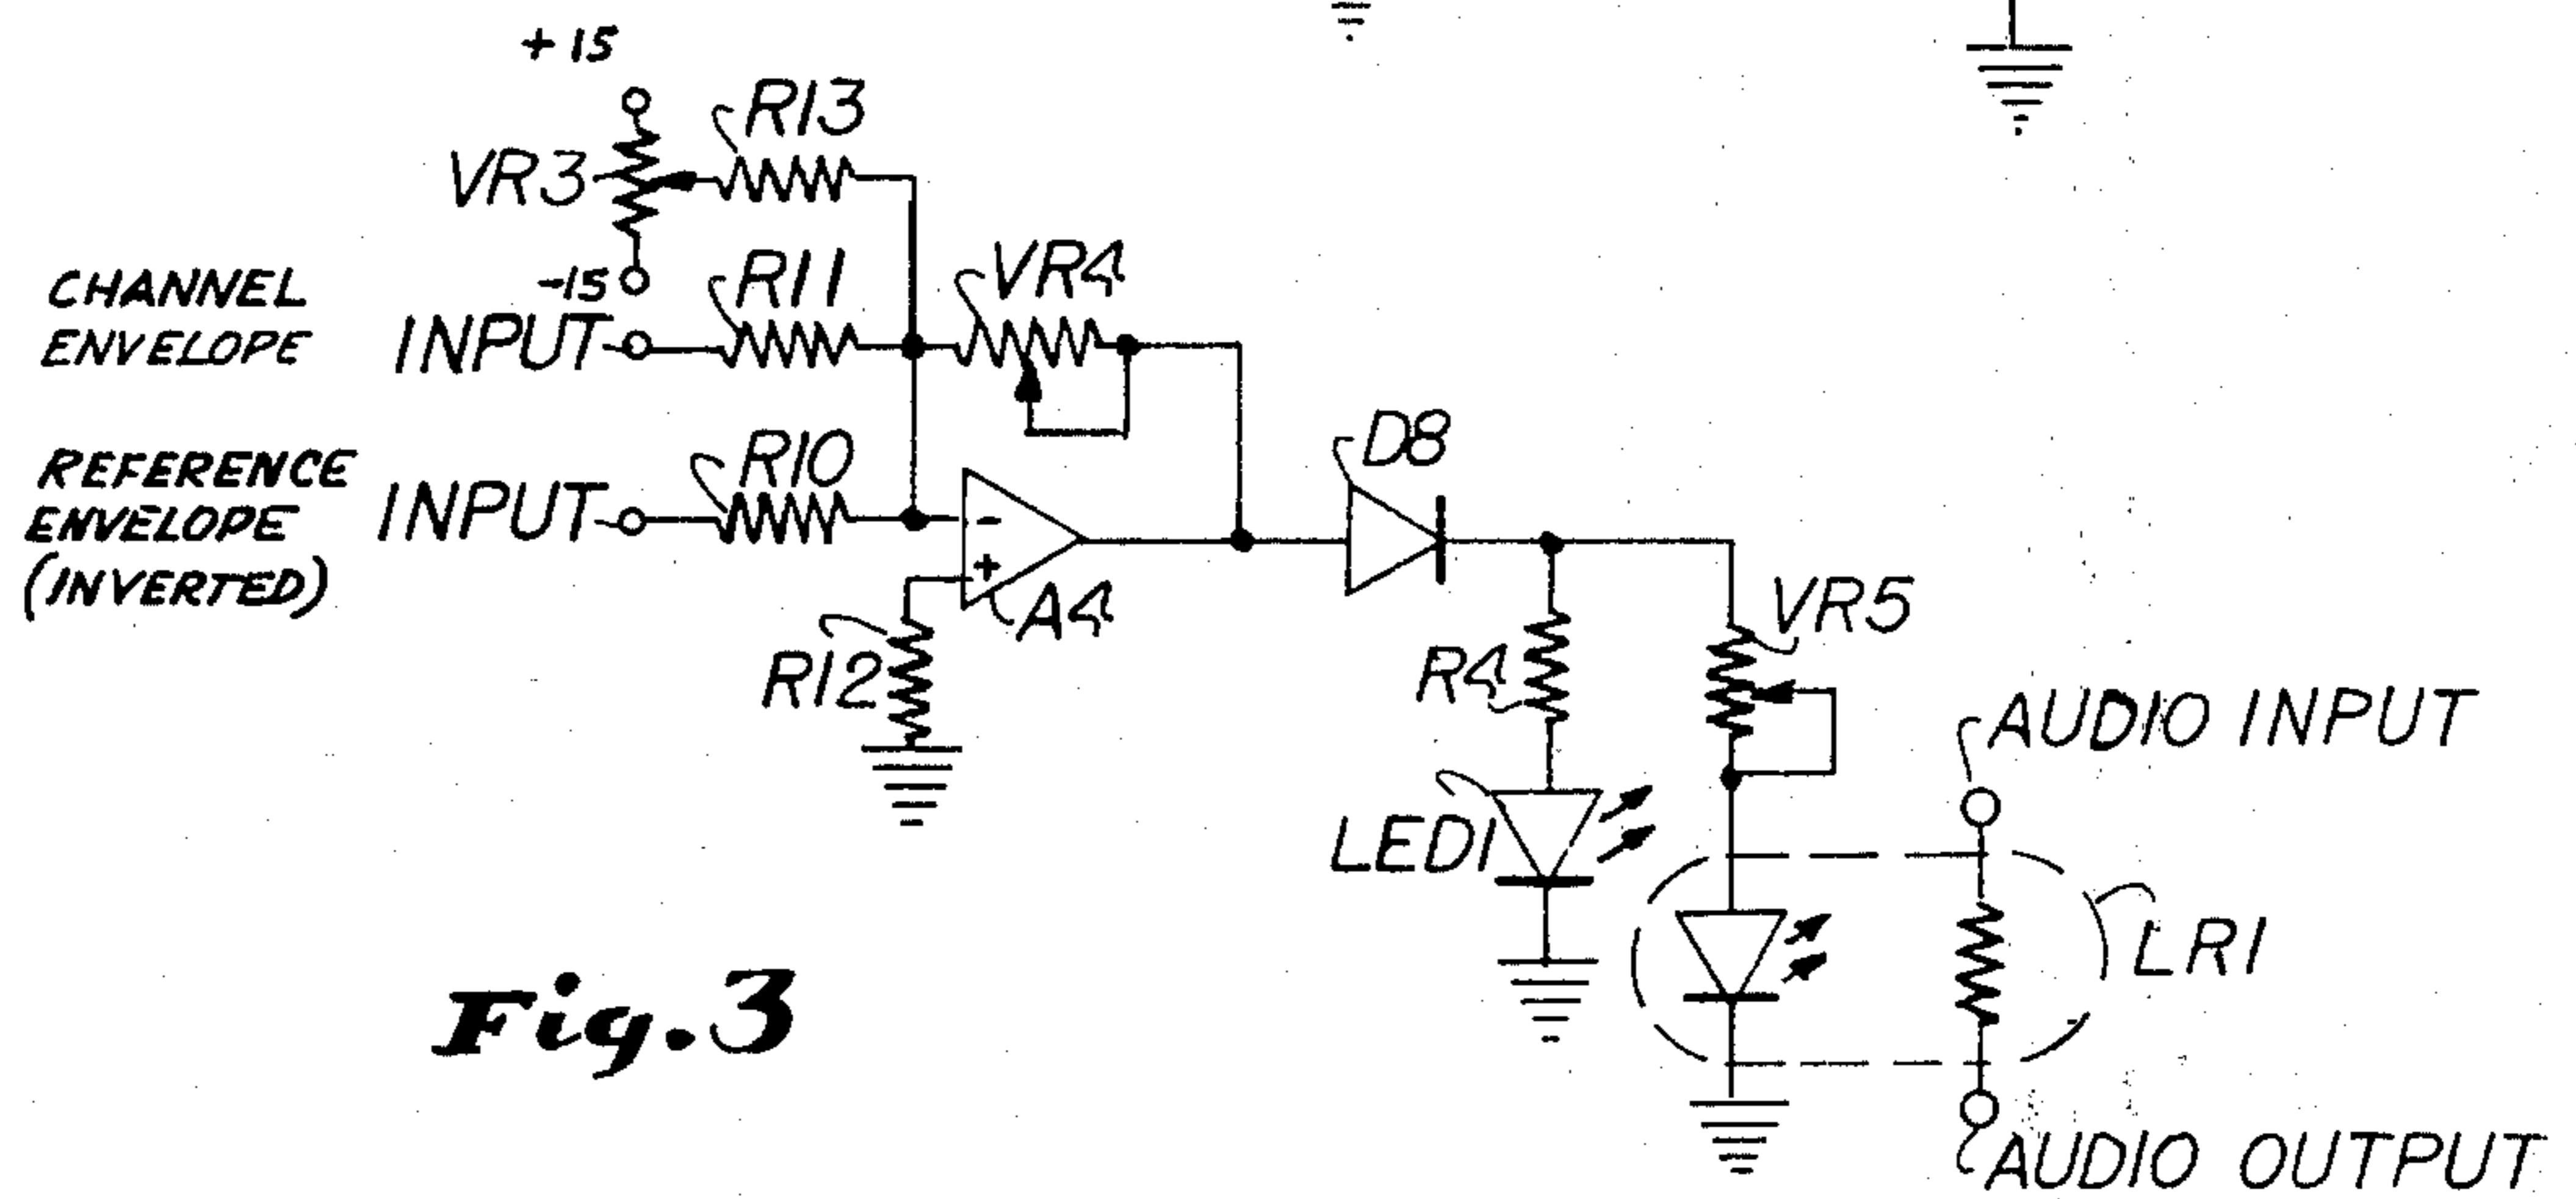 +15
R13
VR3
-15
CHANNEL
ENVELOPE
INPUT
R11
VR4
REFERENCE
ENVELOPE
(INVERTED)
INPUT
R10
-
+
A4
R12
D8
R4
VR5
LED1
AUDIO INPUT
LR1
AUDIO OUTPUT
Fig. 3